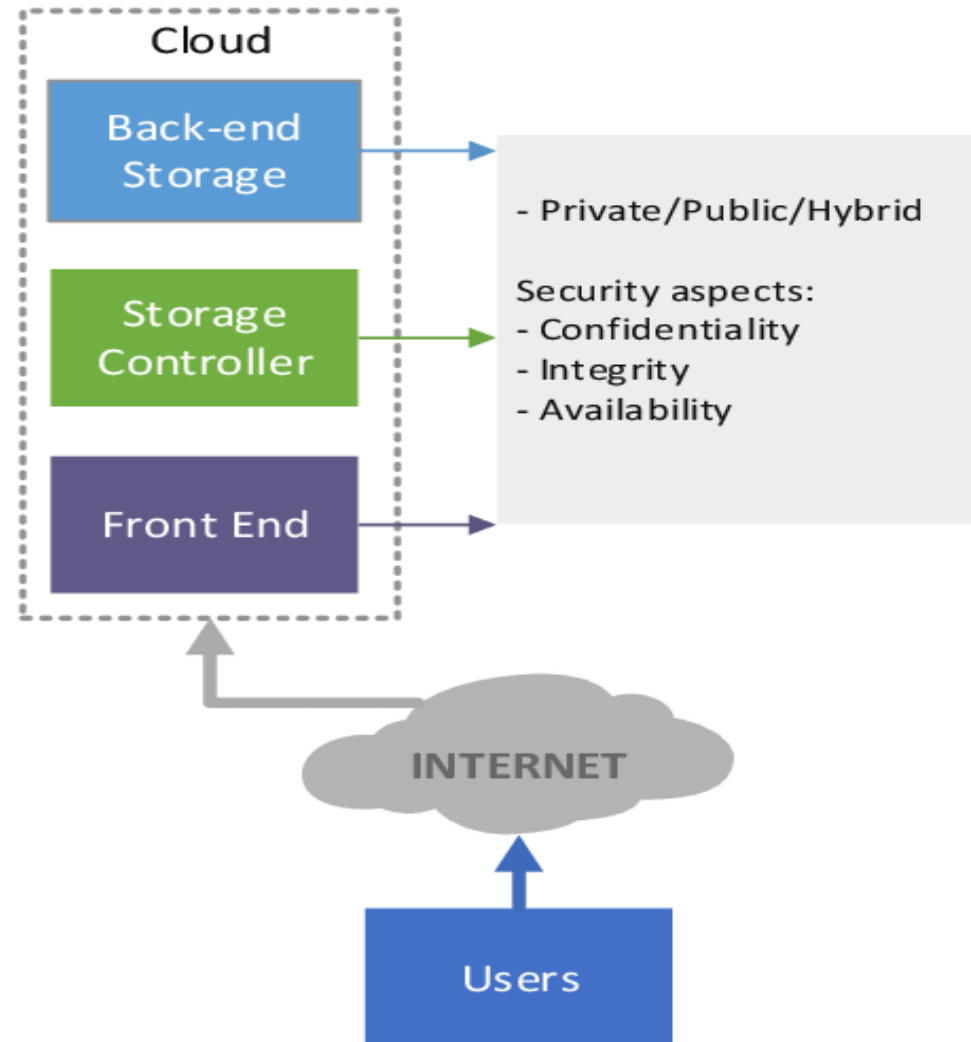 Cloud
Back-end
Storage
- Private/Public/Hybrid
Security aspects:
- Confidentiality
- Integrity
- Availability
Storage
Controller
Front End
INTERNET
Users